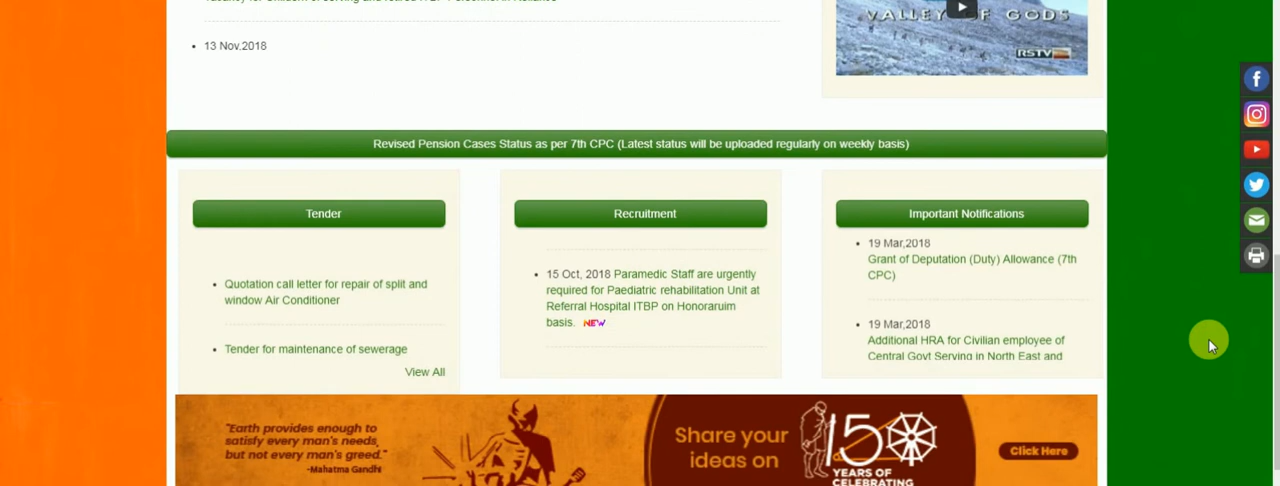 13 Nov,2018
VALLEY OF GODS
RSTV
Revised Pension Cases Status as per 7th CPC (Latest status will be uploaded regularly on weekly basis)
Tender
Quotation call letter for repair of split and
window Air Conditioner
Tender for maintenance of sewerage
View All
Recruitment
15 Oct, 2018 Paramedic Staff are urgently
required for Paediatric rehabilitation Unit at
Referral Hospital ITBP on Honoraruim
basis. NEW
Important Notifications
19 Mar,2018
Grant of Deputation (Duty) Allowance (7th
CPC)
19 Mar,2018
Additional HRA for Civilian employee of
Central Govt Serving in North East and
"Earth provides enough to
satisfy every man's needs,
but not every man's greed."
-Mahatma Gandhi
Share your
ideas on
150
YEARS OF
CELEBRATING
Click Here